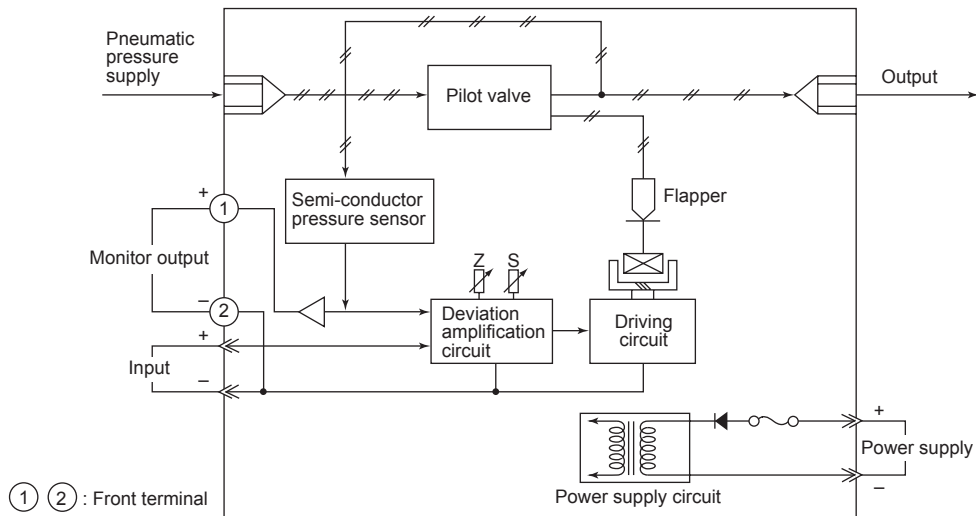 Pneumatic
pressure
supply
Pilot valve
Output
Semi-conductor
pressure sensor
Flapper
+
1
Monitor output
–
2
Z
S
Deviation
amplification
circuit
Driving
circuit
+
Input
–
+
Power supply
–
Power supply circuit
1 2 : Front terminal